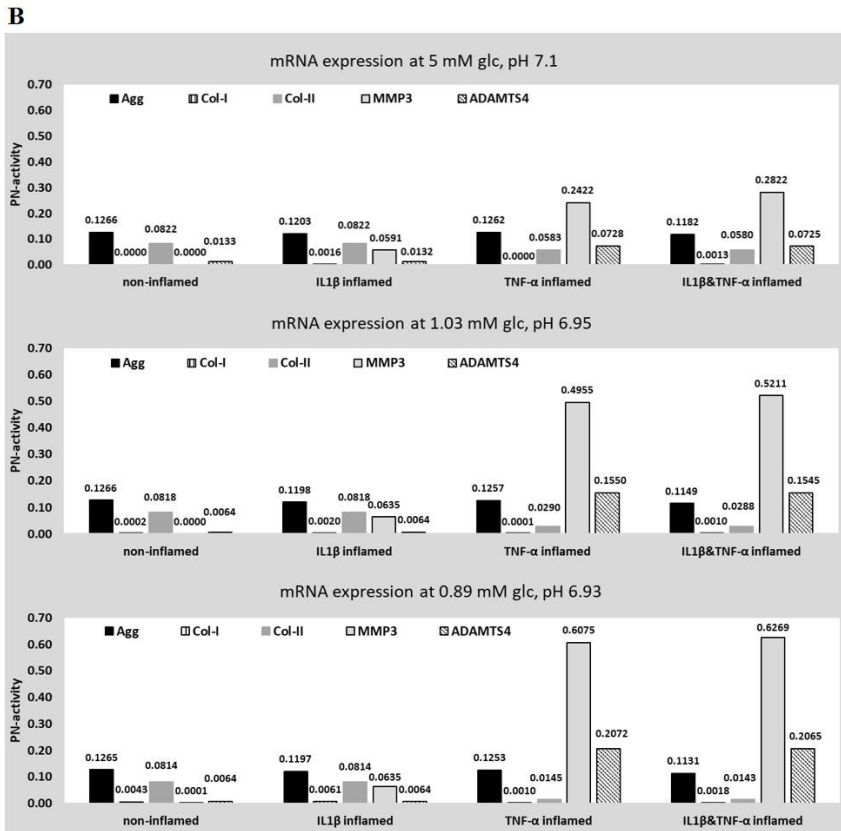 B
mRNA expression at 5 mM glc, pH 7.1
PN-activity
0.70
0.60
0.50
0.40
0.30
0.20
0.10
0.00
Agg Col-I Col-II MMP3 ADAMTS4
0.1266 0.0000 0.0822 0.0000 0.0133
0.1203 0.0016 0.0822 0.0591 0.0132
0.1262 0.0000 0.0583 0.2422 0.0728
0.1182 0.0013 0.0580 0.2822 0.0725
non-inflamed IL1β inflamed TNF-α inflamed IL1β&TNF-α inflamed
mRNA expression at 1.03 mM glc, pH 6.95
PN-activity
0.70
0.60
0.50
0.40
0.30
0.20
0.10
0.00
Agg Col-I Col-II MMP3 ADAMTS4
0.1266 0.0002 0.0818 0.0000 0.0064
0.1198 0.0020 0.0818 0.0635 0.0064
0.1257 0.0001 0.0290 0.4955 0.1550
0.1149 0.0010 0.0288 0.5211 0.1545
non-inflamed IL1β inflamed TNF-α inflamed IL1β&TNF-α inflamed
mRNA expression at 0.89 mM glc, pH 6.93
PN-activity
0.70
0.60
0.50
0.40
0.30
0.20
0.10
0.00
Agg Col-I Col-II MMP3 ADAMTS4
0.1265 0.0043 0.0814 0.0001 0.0064
0.1197 0.0061 0.0814 0.0635 0.0064
0.1253 0.0010 0.0145 0.6075 0.2072
0.1131 0.0018 0.0143 0.6269 0.2065
non-inflamed IL1β inflamed TNF-α inflamed IL1β&TNF-α inflamed